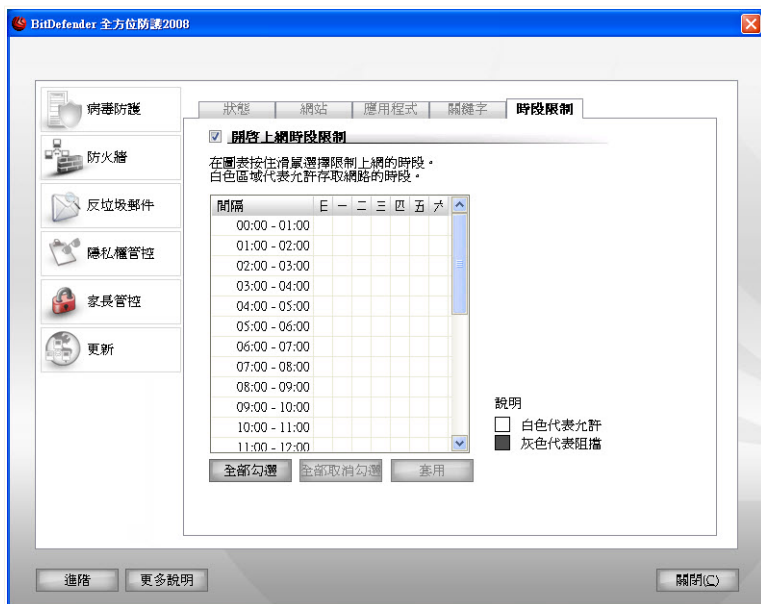 BitDefender 全方位防護2008
病毒防護
防火牆
反垃圾郵件
隱私權管控
家長管控
更新
狀態 網站 應用程式 關鍵字 時段限制
開啓上網時段限制
在圖表按住滑鼠選擇限制上網的時段。
白色區域代表允許存取網路的時段。
間隔 日 一 二 三 四 五 六
00:00 - 01:00
01:00 - 02:00
02:00 - 03:00
03:00 - 04:00
04:00 - 05:00
05:00 - 06:00
06:00 - 07:00
07:00 - 08:00
08:00 - 09:00
09:00 - 10:00
10:00 - 11:00
11:00 - 12:00
說明
白色代表允許
灰色代表阻擋
全部勾選 全部取消勾選 套用
進階 更多說明 關閉(C)